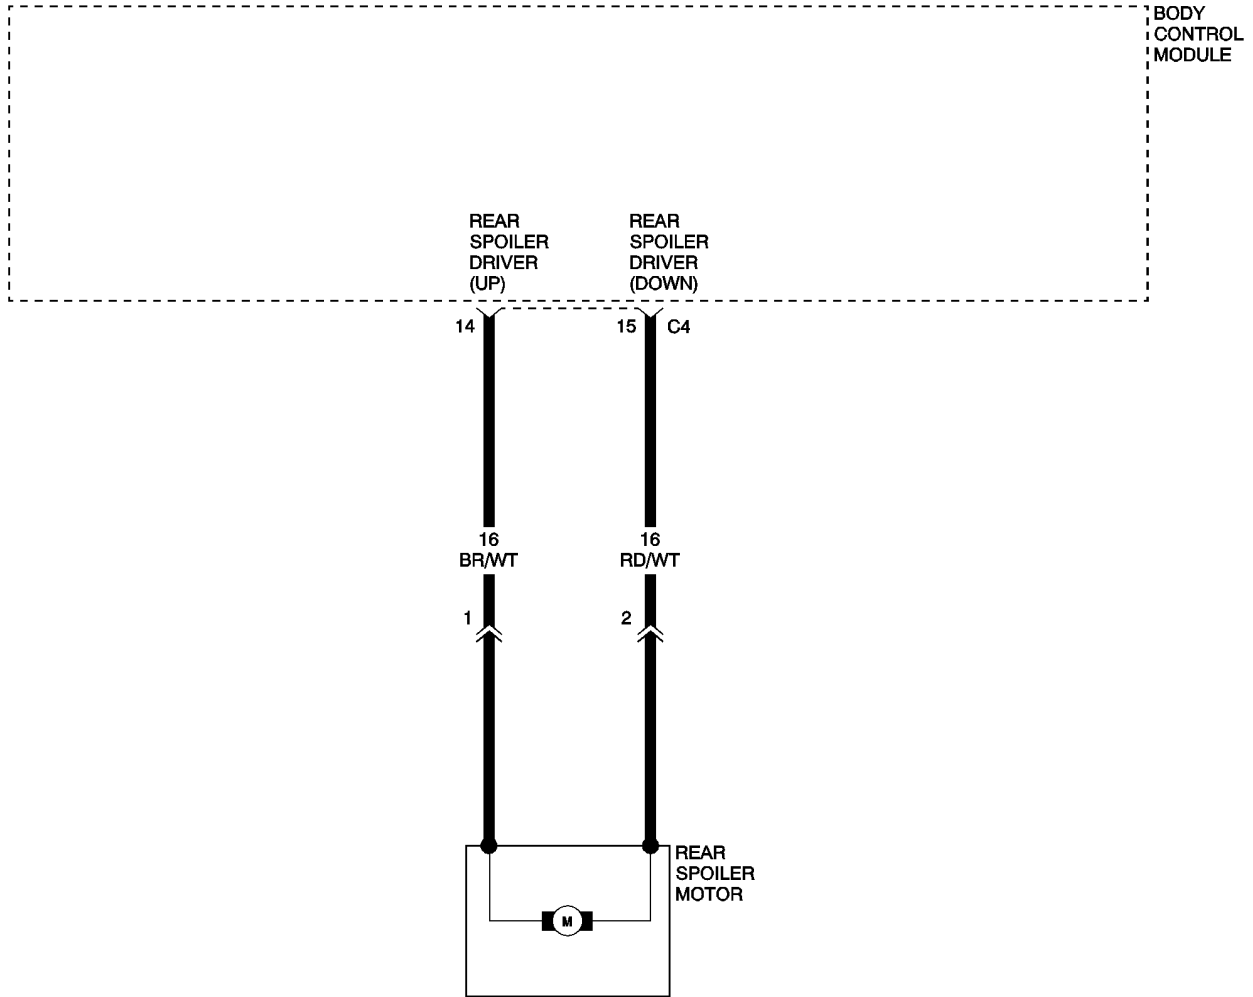 BODY
CONTROL
MODULE
REAR
SPOILER
DRIVER
(UP)
REAR
SPOILER
DRIVER
(DOWN)
14
15
C4
16
BR/WT
16
RD/WT
1
2
REAR
SPOILER
MOTOR
M